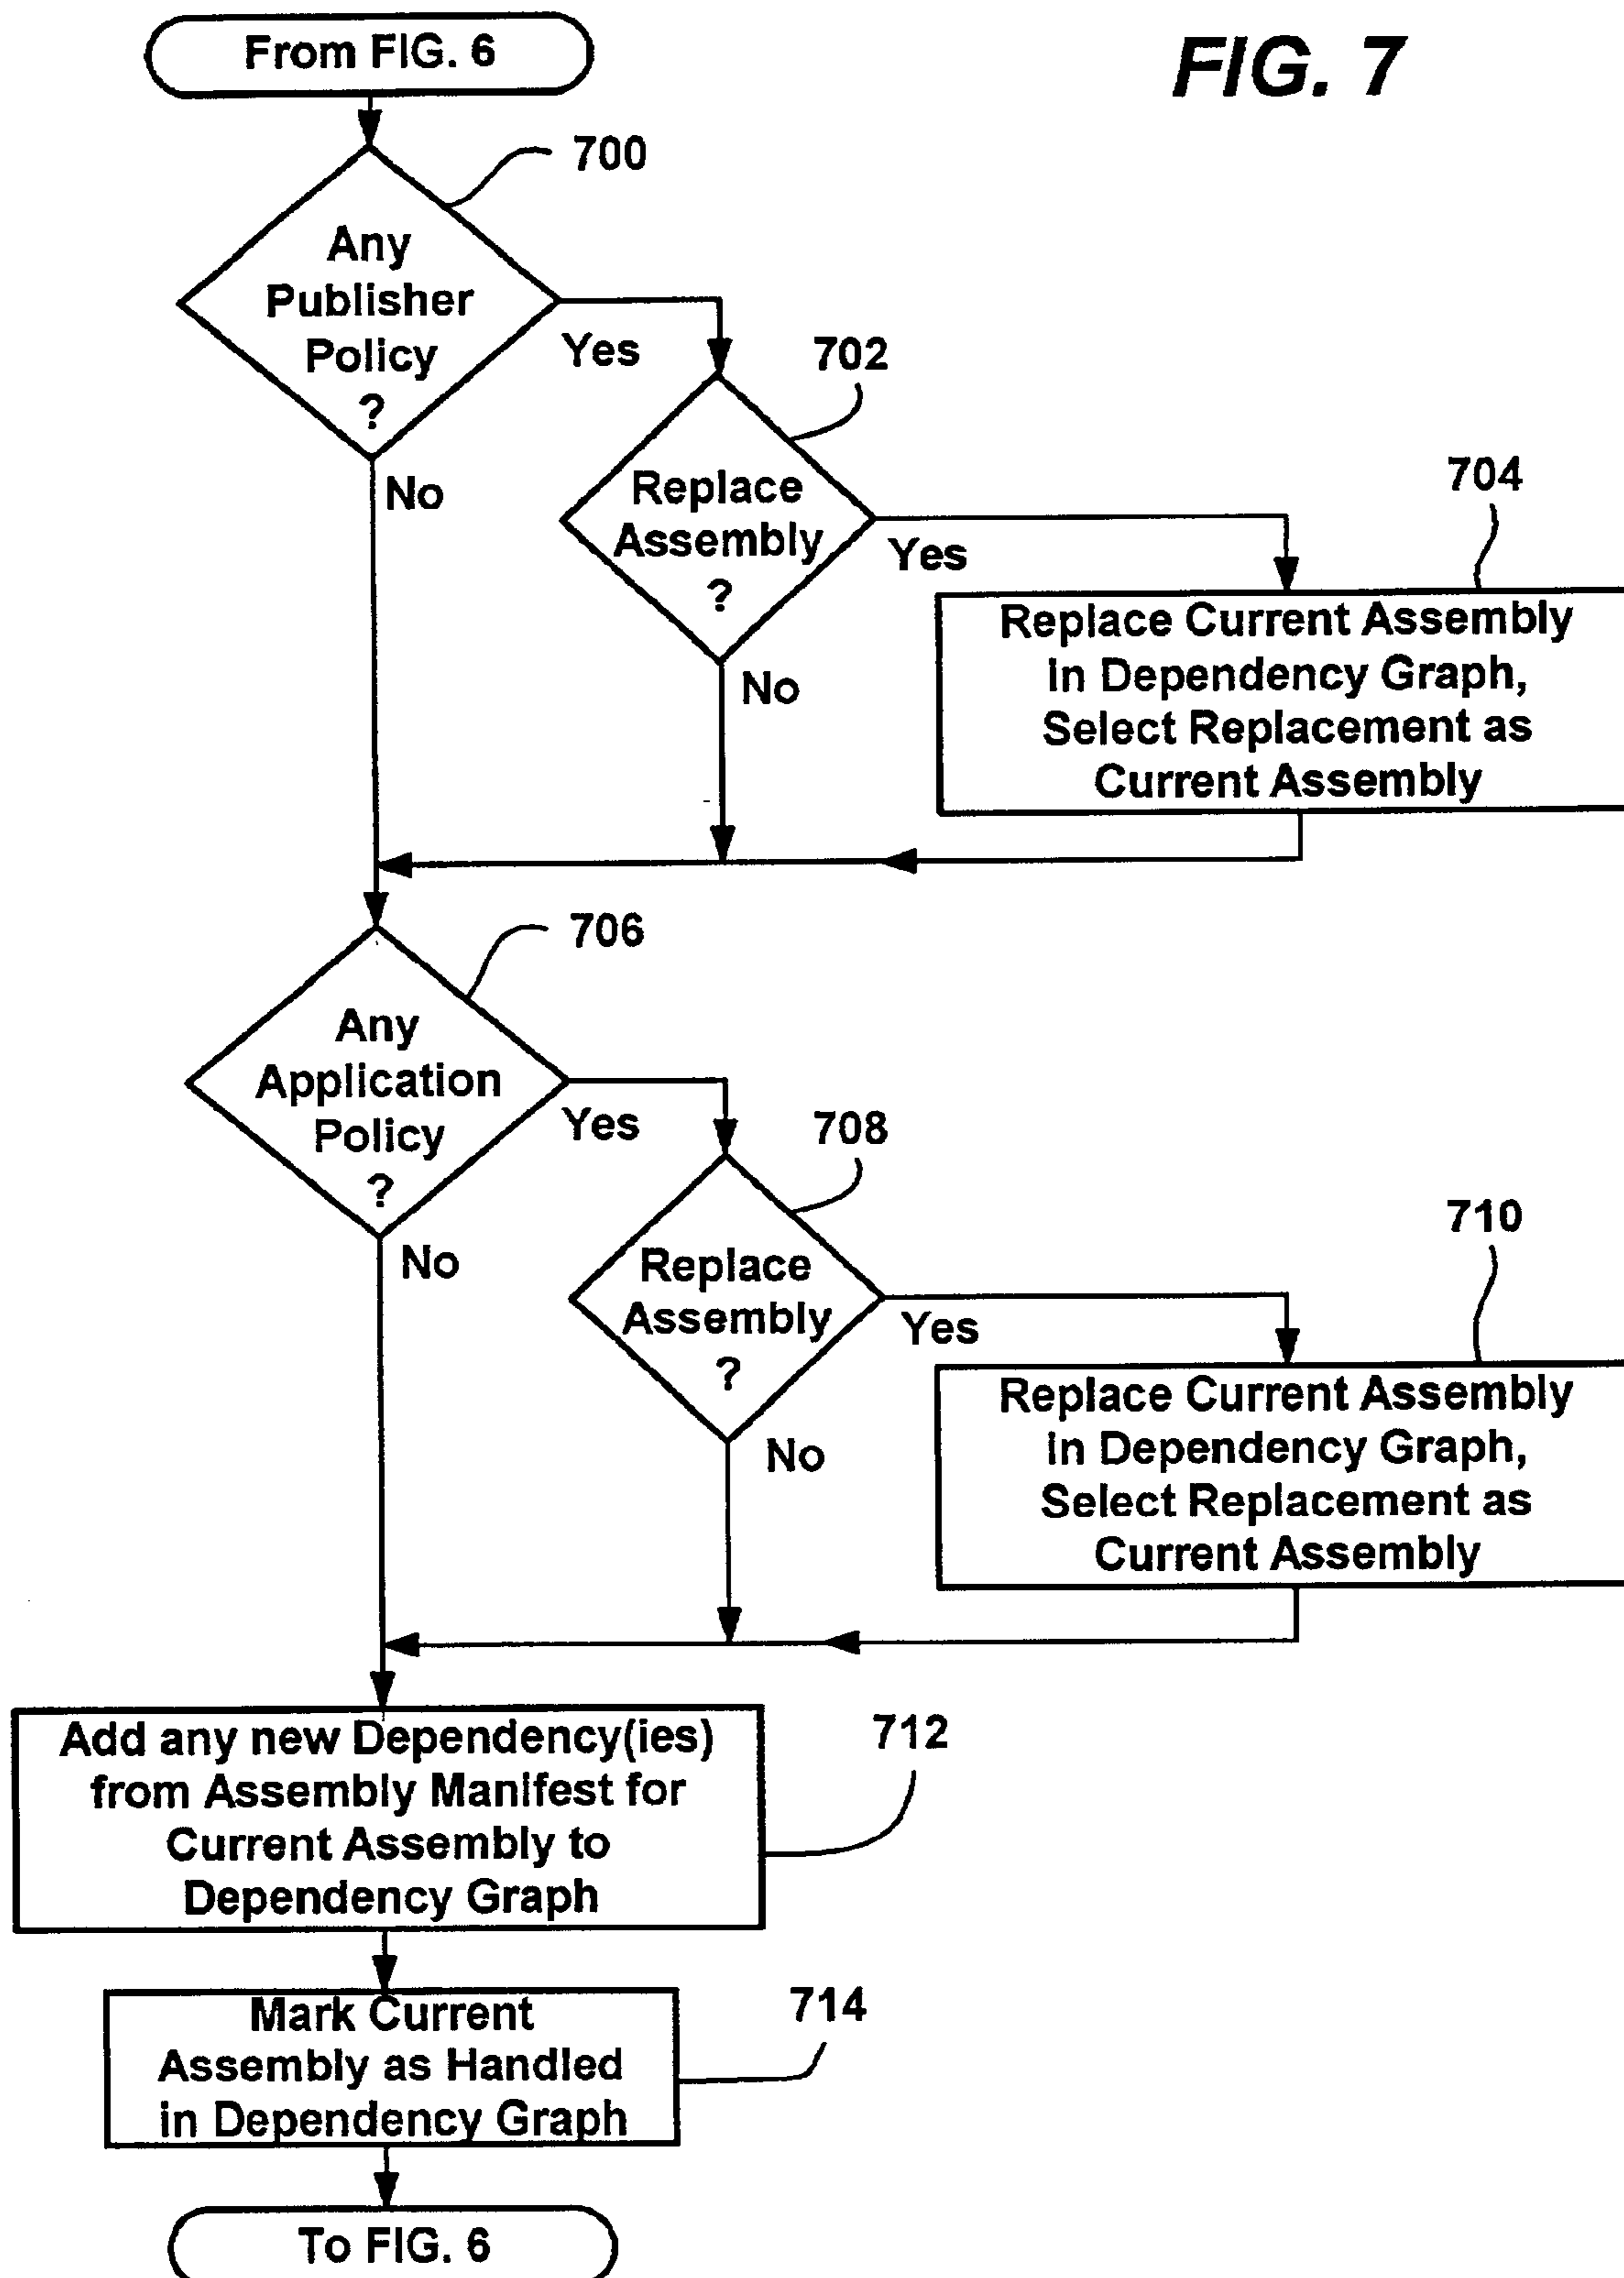 From FIG. 6
FIG. 7
700
Any
Publisher
Policy
?
Yes
No
702
Replace
Assembly
?
Yes
No
704
Replace Current Assembly
in Dependency Graph,
Select Replacement as
Current Assembly
706
Any
Application
Policy
?
Yes
No
708
Replace
Assembly
?
Yes
No
710
Replace Current Assembly
in Dependency Graph,
Select Replacement as
Current Assembly
Add any new Dependency(ies)
from Assembly Manifest for
Current Assembly to
Dependency Graph
712
Mark Current
Assembly as Handled
in Dependency Graph
714
To FIG. 6